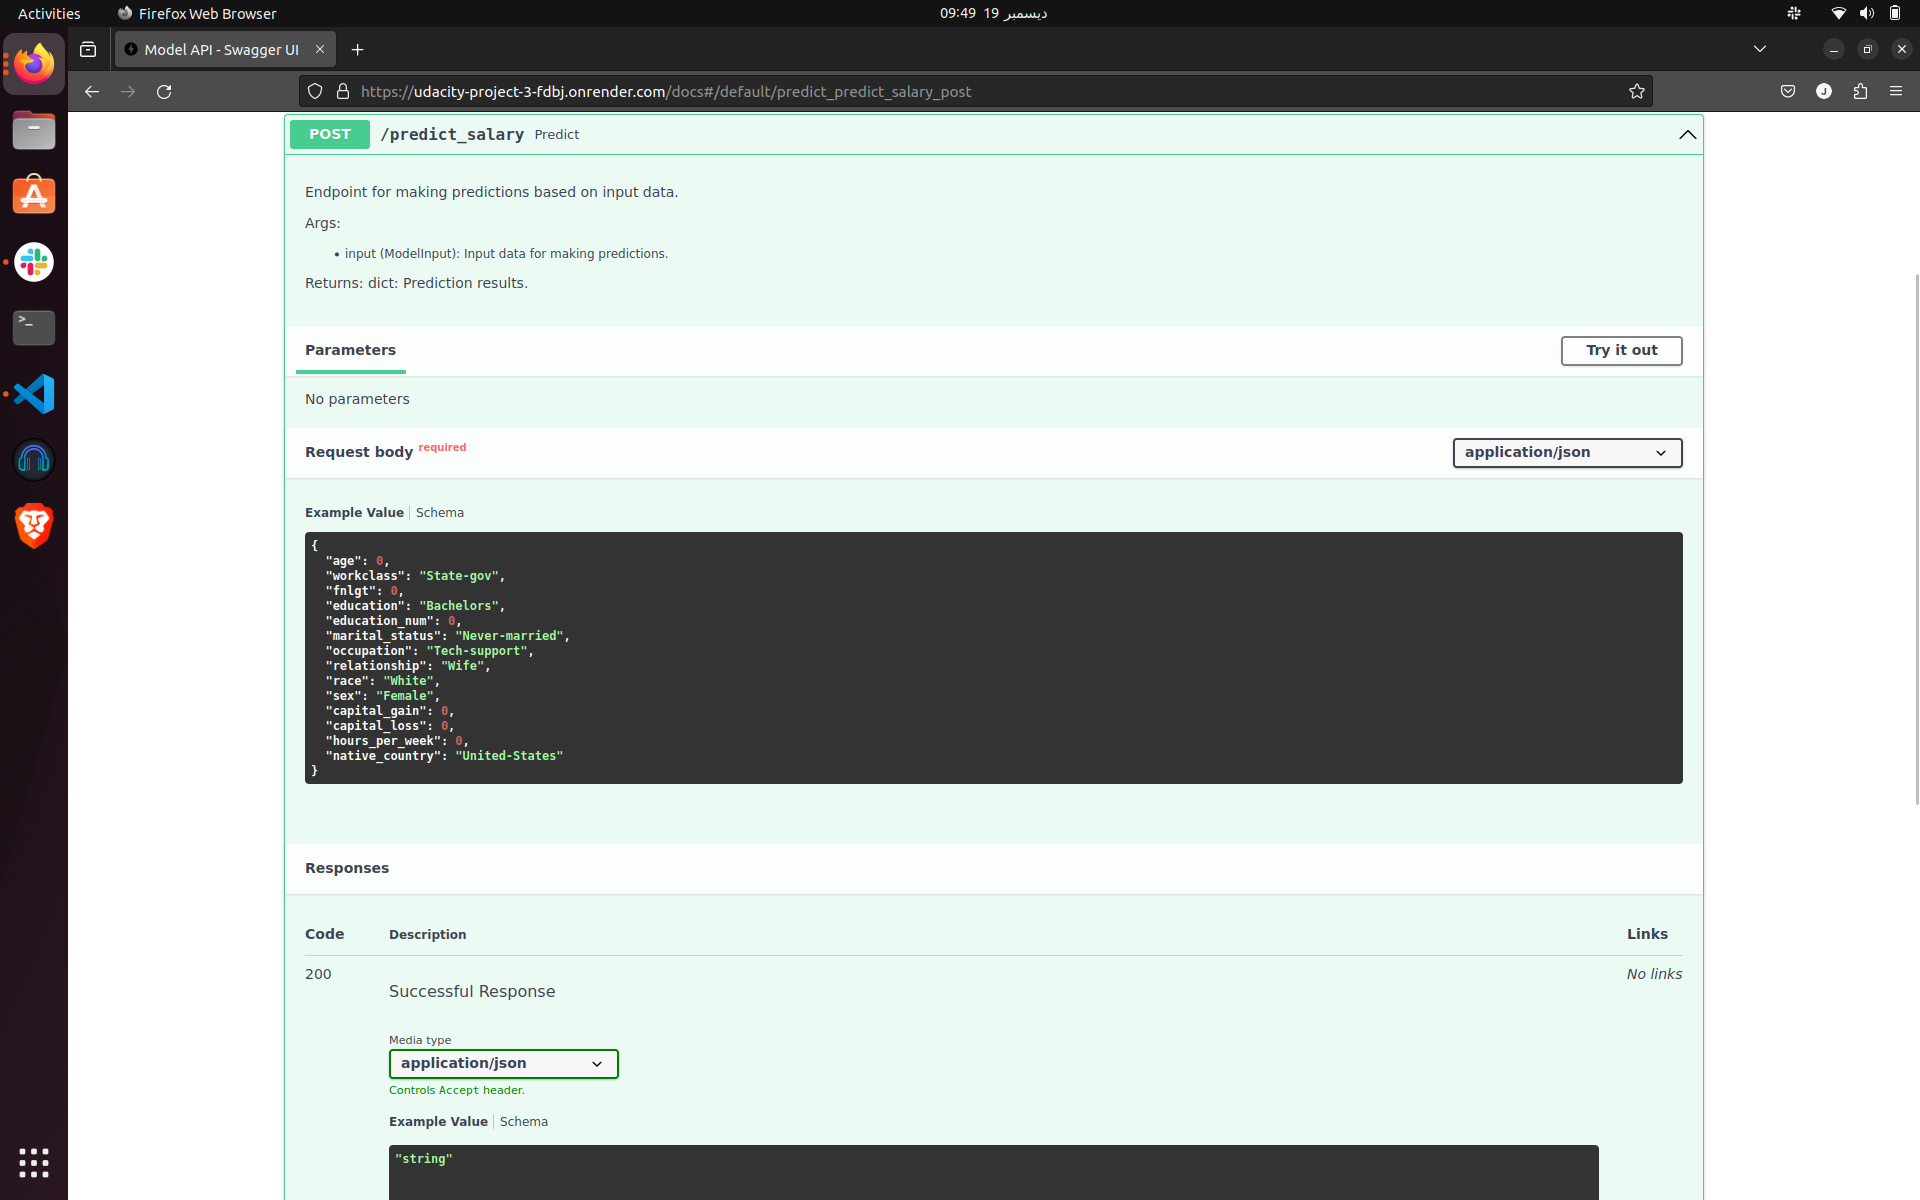 Activities
Firefox Web Browser
09:49 19 ديسمبر
Model API - Swagger UI
https://udacity-project-3-fdbj.onrender.com/docs#/default/predict_predict_salary_post
J
POST /predict_salary Predict
Endpoint for making predictions based on input data.
Args:
• input (ModelInput): Input data for making predictions.
Returns: dict: Prediction results.
Parameters
Try it out
No parameters
Request body required
application/json
Example Value
Schema
{
"age": 0,
"workclass": "State-gov",
"fnlgt": 0,
"education": "Bachelors",
"education_num": 0,
"marital_status": "Never-married",
"occupation": "Tech-support",
"relationship": "Wife",
"race": "White",
"sex": "Female",
"capital_gain": 0,
"capital_loss": 0,
"hours_per_week": 0,
"native_country": "United-States"
}
Responses
Code Description Links
200
Successful Response
No links
Media type
application/json
Controls Accept header.
Example Value
Schema
"string"